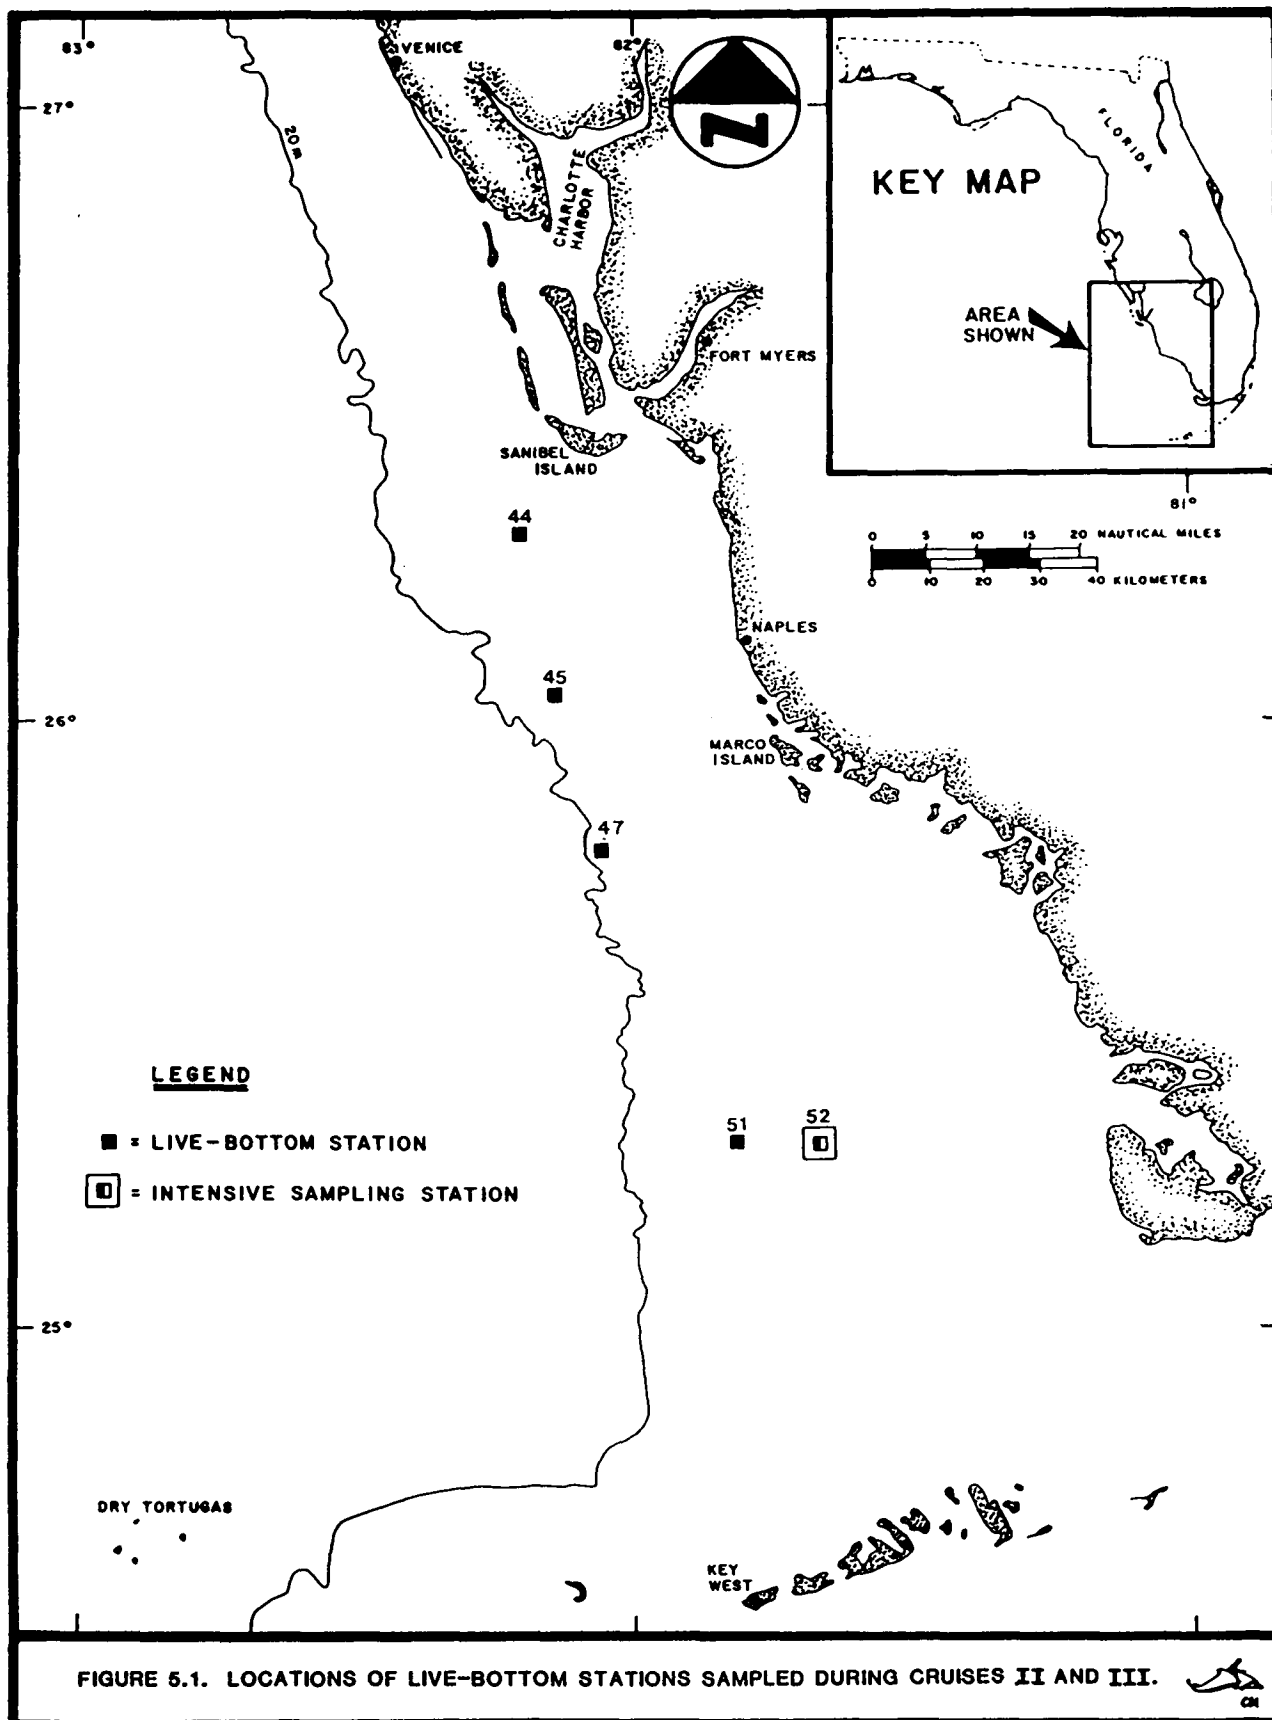 83°
VENICE
82°
27°
20 m
CHARLOTTE
HARBOR
N
FLORIDA
KEY MAP
AREA
SHOWN
81°
FORT MYERS
SANIBEL
ISLAND
44
0 5 10 15 20 NAUTICAL MILES
0 10 20 30 40 KILOMETERS
NAPLES
45
26°
MARCO
ISLAND
47
LEGEND
= LIVE-BOTTOM STATION
= INTENSIVE SAMPLING STATION
51
52
25°
DRY TORTUGAS
KEY
WEST
FIGURE 5.1. LOCATIONS OF LIVE-BOTTOM STATIONS SAMPLED DURING CRUISES II AND III.